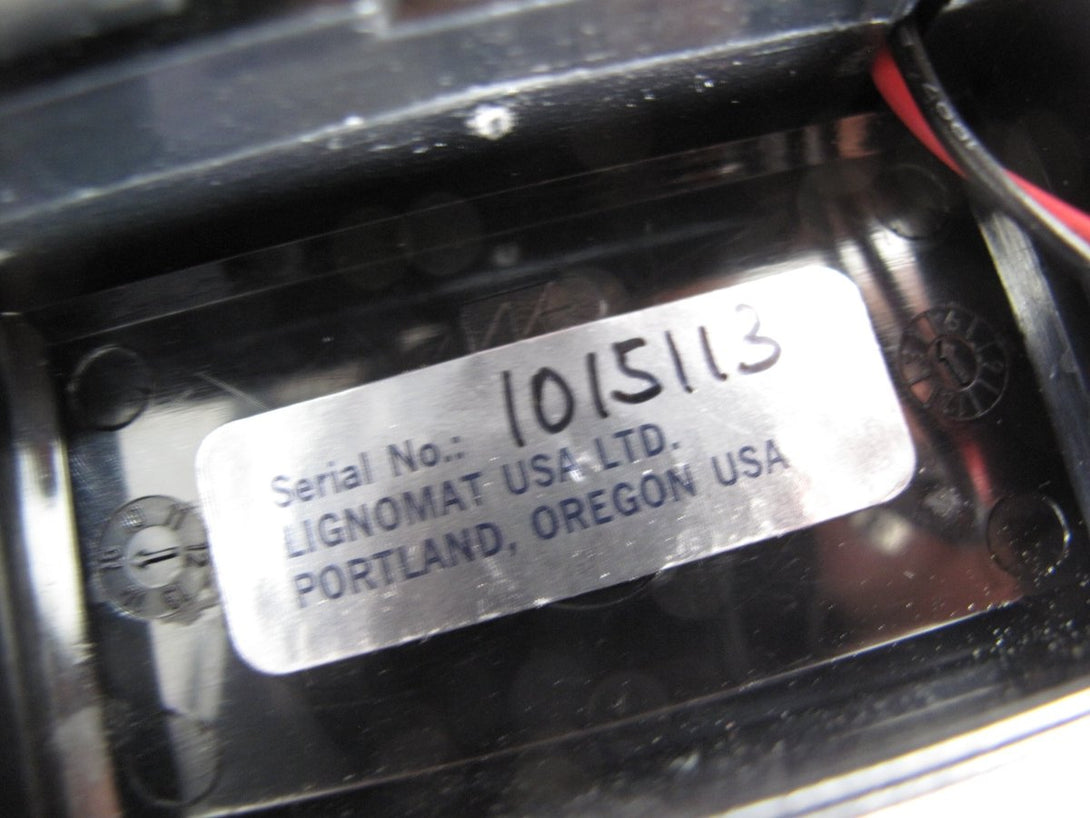 Serial No.: 1015113
LIGNOMAT USA LTD.
PORTLAND, OREGON USA